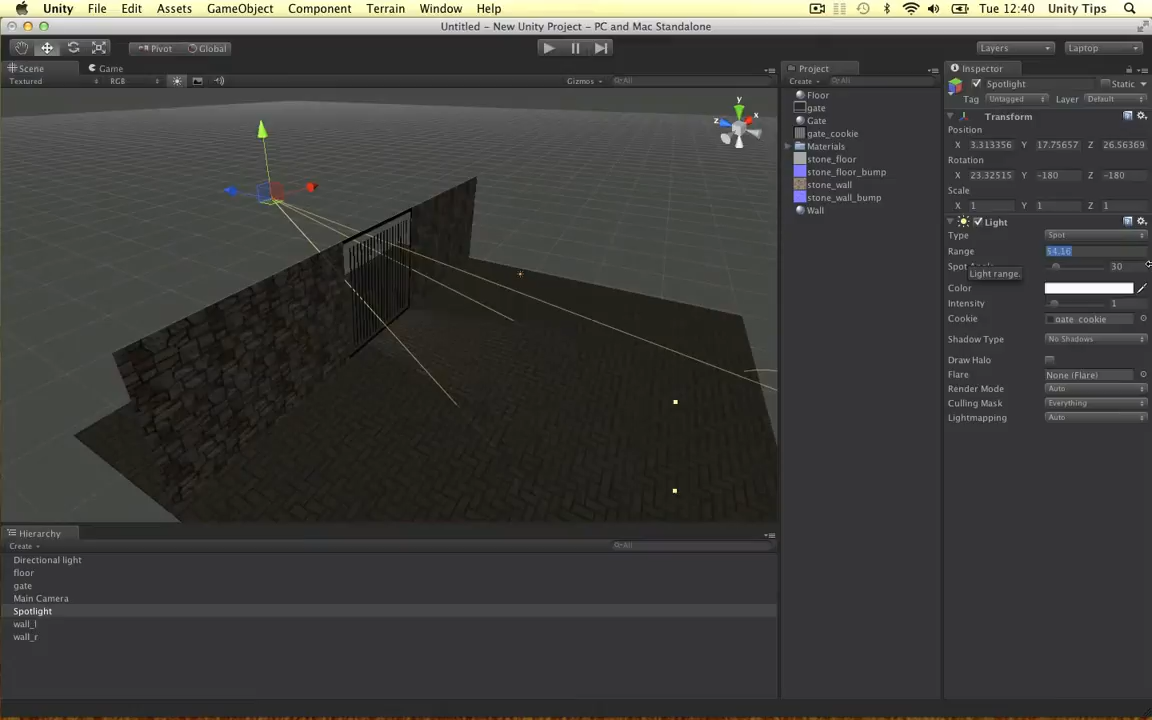 Unity File Edit Assets GameObject Component Terrain Window Help Tue 12:40 Unity Tips
Untitled – New Unity Project – PC and Mac Standalone
Pivot Global Layers Laptop
Scene Game
Textured RGB Gizmos All
Project
Create All
Floor
gate
Gate
gate_cookie
Materials
stone_floor
stone_floor_bump
stone_wall
stone_wall_bump
Wall
Inspector
Spotlight Static
Tag Untagged Layer Default
Transform
Position
X 3.313356 Y 17.75657 Z 26.56369
Rotation
X 23.32515 Y -180 Z -180
Scale
X 1 Y 1 Z 1
Light
Type Spot
Range 54.16
Spot 30
Light range.
Color
Intensity 1
Cookie gate_cookie
Shadow Type No Shadows
Draw Halo
Flare None (Flare)
Render Mode Auto
Culling Mask Everything
Lightmapping Auto
y
x
z
Hierarchy
Create All
Directional light
floor
gate
Main Camera
Spotlight
wall_l
wall_r